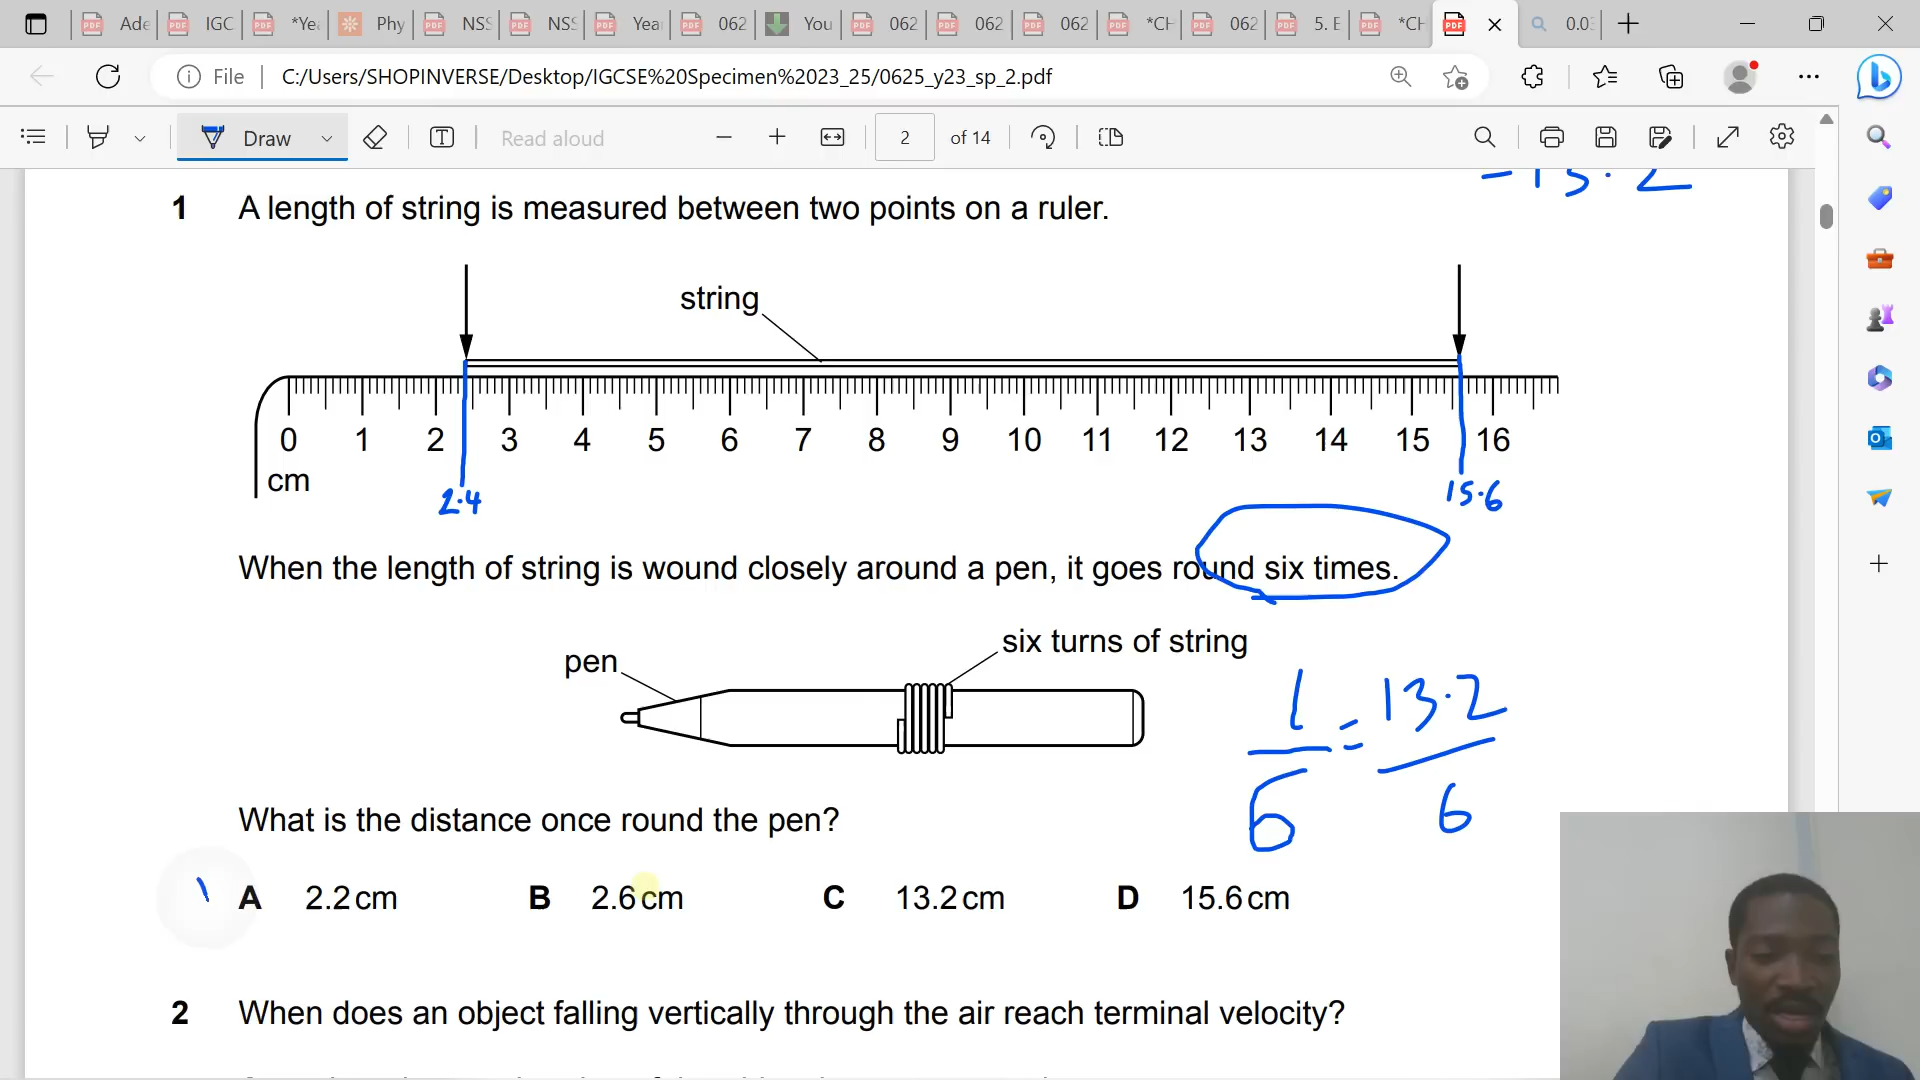 Ade
IGC
*Yea
Phy
NSS
NSS
Year
062
You
062
062
062
*CH
062
5. E
*CH
0.0
File
C:/Users/SHOPINVERSE/Desktop/IGCSE%20Specimen%2023_25/0625_y23_sp_2.pdf
Draw
Read aloud
2
of 14
- 13.2
1 A length of string is measured between two points on a ruler.
string
0 1 2 3 4 5 6 7 8 9 10 11 12 13 14 15 16
cm
2.4
15.6
When the length of string is wound closely around a pen, it goes round six times.
six turns of string
pen
1 = 13.2
6 6
What is the distance once round the pen?
A 2.2 cm B 2.6 cm C 13.2 cm D 15.6 cm
2 When does an object falling vertically through the air reach terminal velocity?